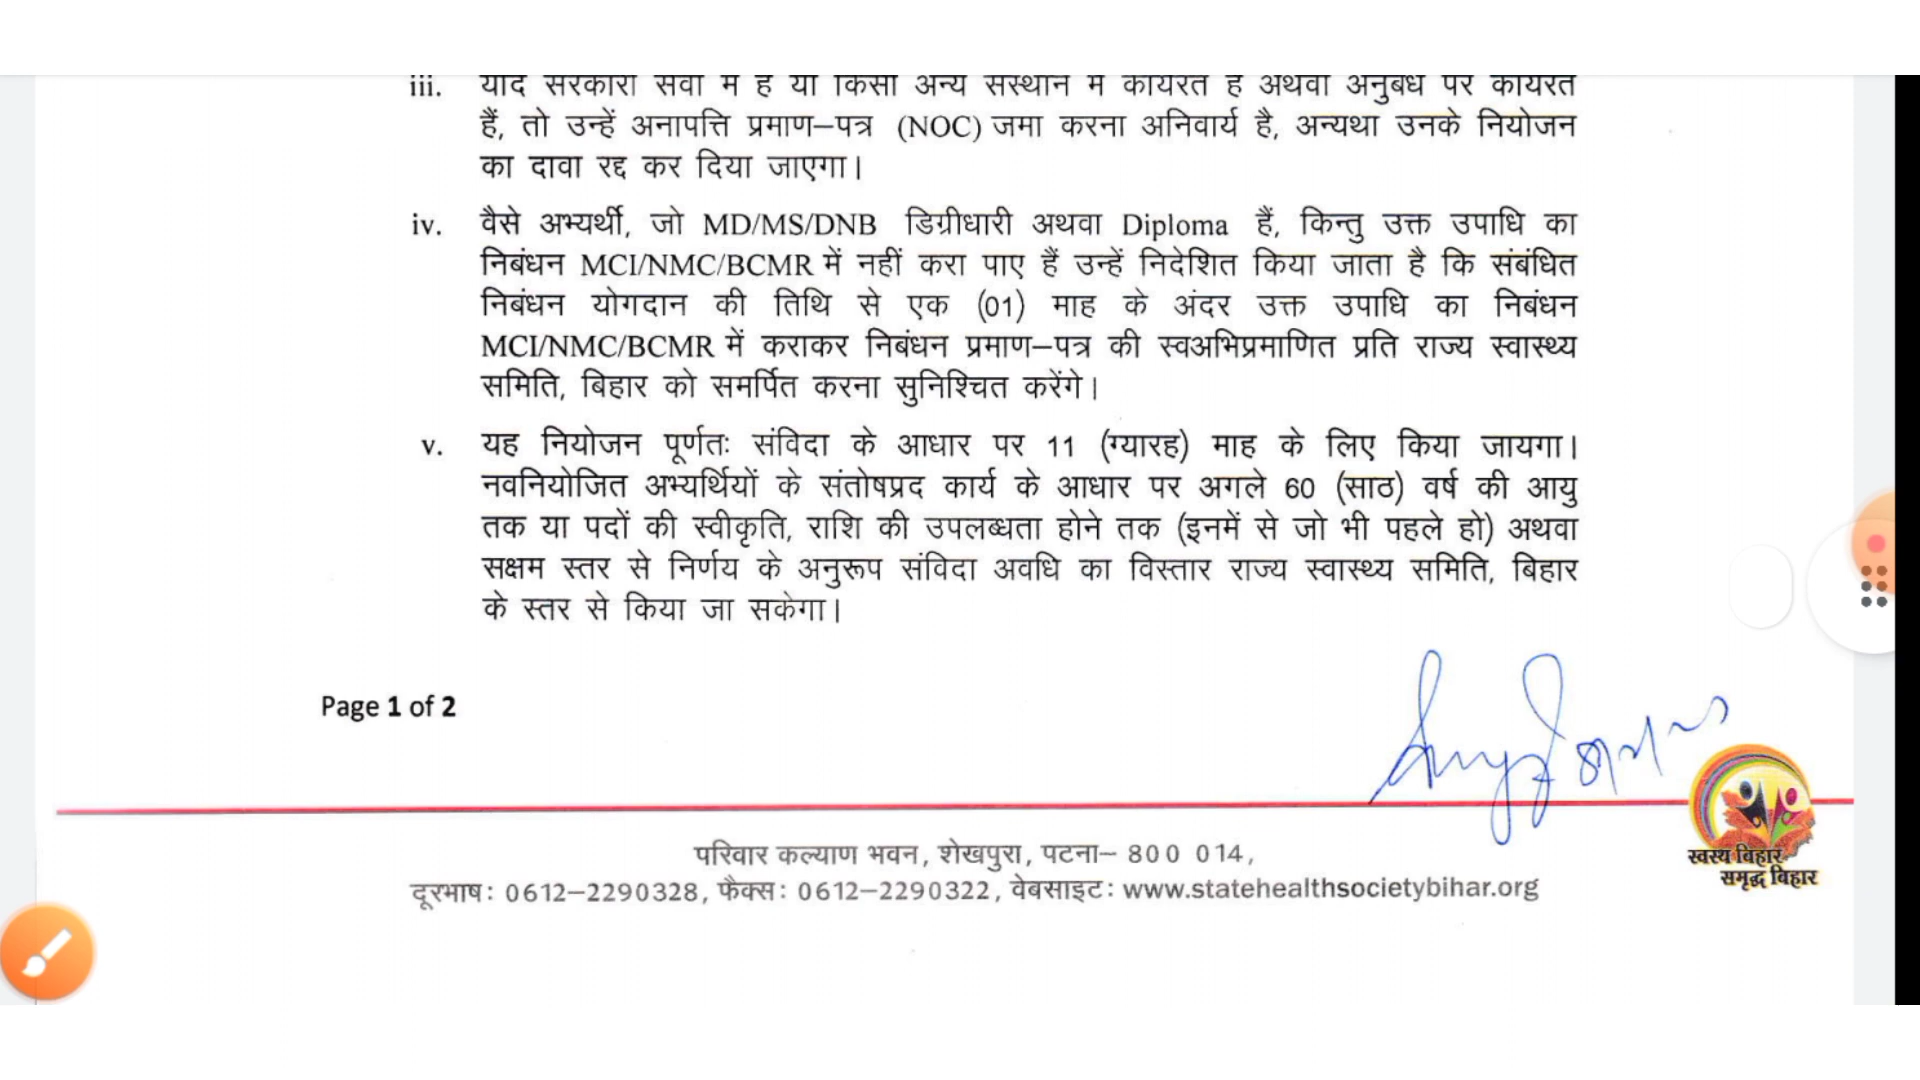 iii. यदि सरकारी सेवा में हैं या किसी अन्य संस्थान में कार्यरत हैं अथवा अनुबंध पर कार्यरत
हैं, तो उन्हें अनापत्ति प्रमाण–पत्र (NOC) जमा करना अनिवार्य है, अन्यथा उनके नियोजन
का दावा रद्द कर दिया जाएगा।
iv. वैसे अभ्यर्थी, जो MD/MS/DNB डिग्रीधारी अथवा Diploma हैं, किन्तु उक्त उपाधि का
निबंधन MCI/NMC/BCMR में नहीं करा पाए हैं उन्हें निदेशित किया जाता है कि संबंधित
निबंधन योगदान की तिथि से एक (01) माह के अंदर उक्त उपाधि का निबंधन
MCI/NMC/BCMR में कराकर निबंधन प्रमाण–पत्र की स्वअभिप्रमाणित प्रति राज्य स्वास्थ्य
समिति, बिहार को समर्पित करना सुनिश्चित करेंगे।
v. यह नियोजन पूर्णतः संविदा के आधार पर 11 (ग्यारह) माह के लिए किया जायगा।
नवनियोजित अभ्यर्थियों के संतोषप्रद कार्य के आधार पर अगले 60 (साठ) वर्ष की आयु
तक या पदों की स्वीकृति, राशि की उपलब्धता होने तक (इनमें से जो भी पहले हो) अथवा
सक्षम स्तर से निर्णय के अनुरूप संविदा अवधि का विस्तार राज्य स्वास्थ्य समिति, बिहार
के स्तर से किया जा सकेगा।
Page 1 of 2
परिवार कल्याण भवन, शेखपुरा, पटना– 800 014,
दूरभाष: 0612–2290328, फैक्स: 0612–2290322, वेबसाइट: www.statehealthsocietybihar.org
स्वस्थ बिहार
समृद्ध बिहार